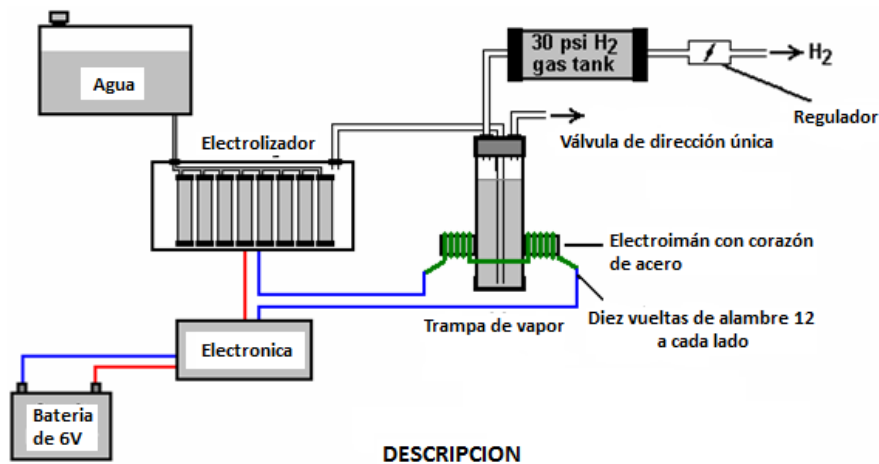 30 psi H2
gas tank
H2
Agua
Regulador
Electrolizador
Válvula de dirección única
Electroimán con corazón
de acero
Trampa de vapor
Diez vueltas de alambre 12
a cada lado
Electronica
Bateria
de 6V
DESCRIPCION